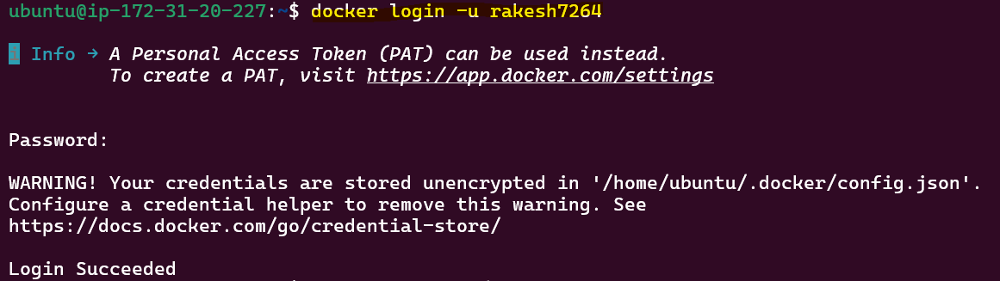 ubuntu@ip-172-31-20-227:~$ docker login -u rakesh7264
i Info → A Personal Access Token (PAT) can be used instead.
To create a PAT, visit https://app.docker.com/settings
Password:
WARNING! Your credentials are stored unencrypted in '/home/ubuntu/.docker/config.json'.
Configure a credential helper to remove this warning. See
https://docs.docker.com/go/credential-store/
Login Succeeded